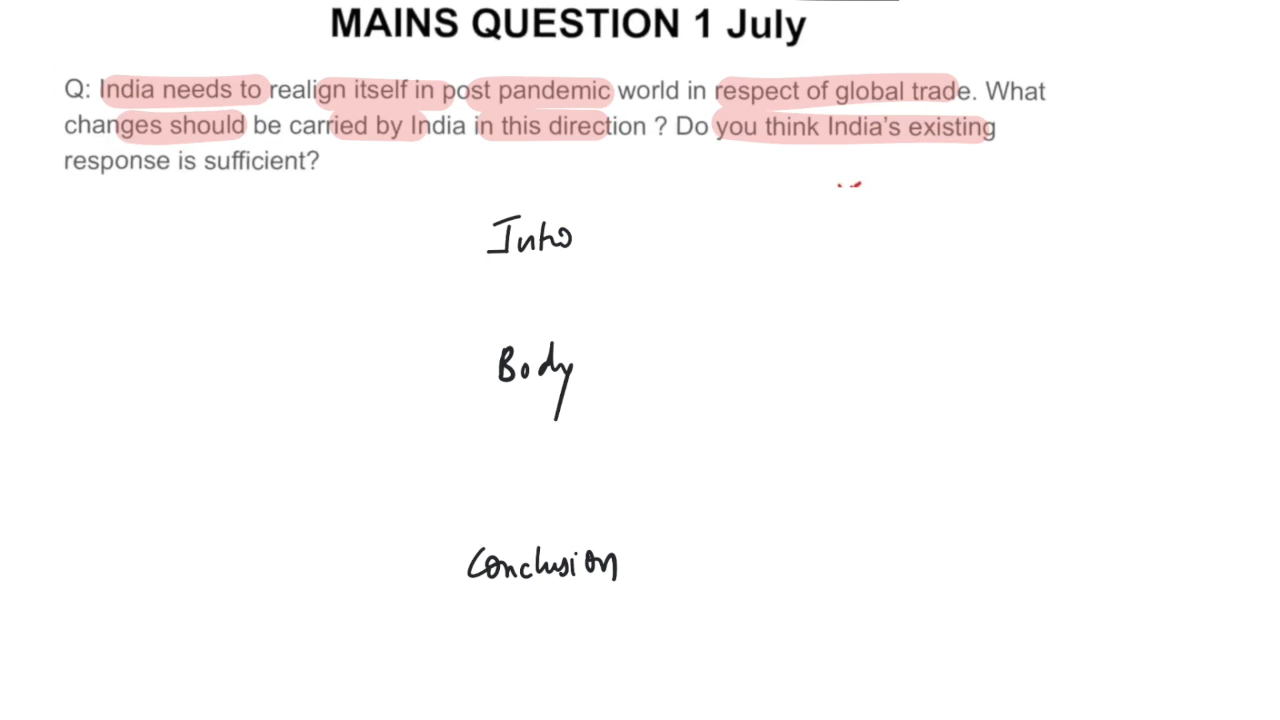 MAINS QUESTION 1 July
Q: India needs to realign itself in post pandemic world in respect of global trade. What
changes should be carried by India in this direction ? Do you think India's existing
response is sufficient?
Intro
Body
Conclusion